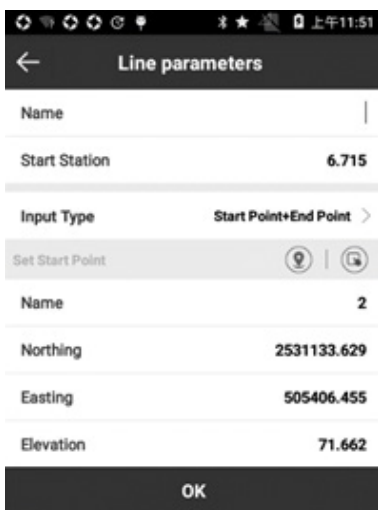 上午11:51
Line parameters
Name
Start Station 6.715
Input Type Start Point+End Point
Set Start Point
Name 2
Northing 2531133.629
Easting 505406.455
Elevation 71.662
OK